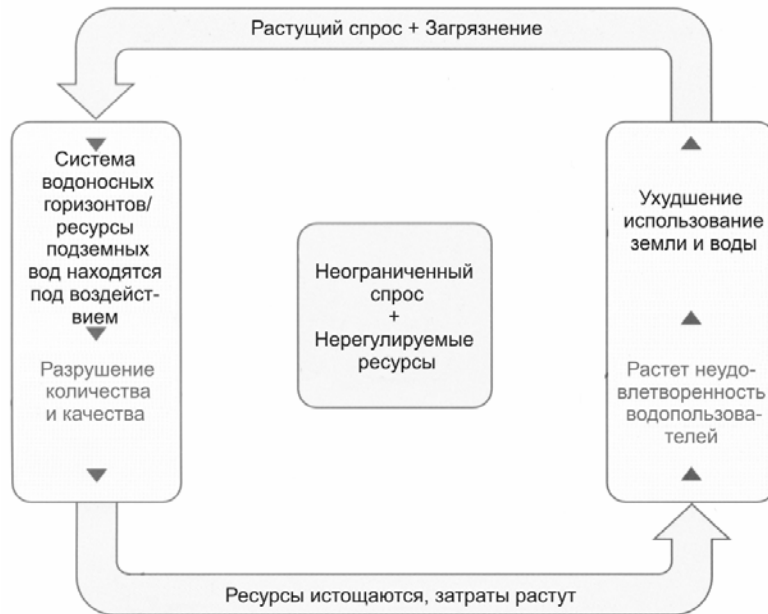 Растущий спрос + Загрязнение
Система
водоносных
горизонтов/
ресурсы
подземных
вод находятся
под воздейст-
вием
Разрушение
количества
и качества
Неограниченный
спрос
+
Нерегулируемые
ресурсы
Ухудшение
использование
земли и воды
Растет неудо-
влетворенность
водопользова-
телей
Ресурсы истощаются, затраты растут